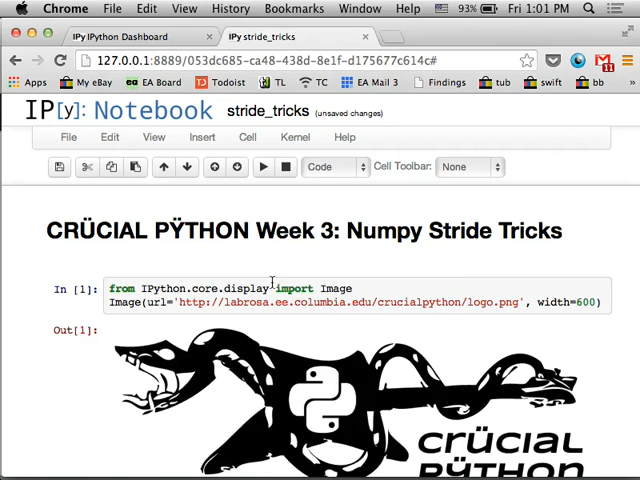 Chrome File Edit View History Bookmarks Window 93% Fri 1:01 PM
IPy IPython Dashboard IPy stride_tricks
127.0.0.1:8889/053dc685-ca48-438d-8e1f-d175677c614c#
Apps My eBay EA Board Todoist TL TC EA Mail 3 Findings tub swift bb 11
IP[y]: Notebook stride_tricks (unsaved changes)
File Edit View Insert Cell Kernel Help
Code Cell Toolbar: None
CRÜCIAL PŸTHON Week 3: Numpy Stride Tricks
In [1]: from IPython.core.display import Image
Image(url='http://labrosa.ee.columbia.edu/crucialpython/logo.png', width=600)
Out[1]:
crücial
pÿthon